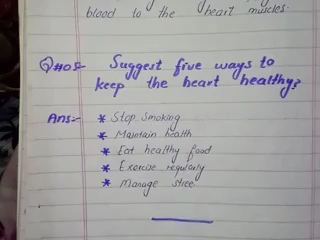 blood to the heart muscles.
Q#05:- Suggest five ways to
keep the heart healthy?
Ans:- * Stop Smoking
* Maintain health
* Eat healthy food
* Exercise regularly
* Manage stree